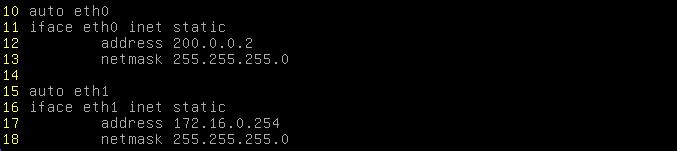 10 auto eth0
11 iface eth0 inet static
12         address 200.0.0.2
13         netmask 255.255.255.0
14
15 auto eth1
16 iface eth1 inet static
17         address 172.16.0.254
18         netmask 255.255.255.0